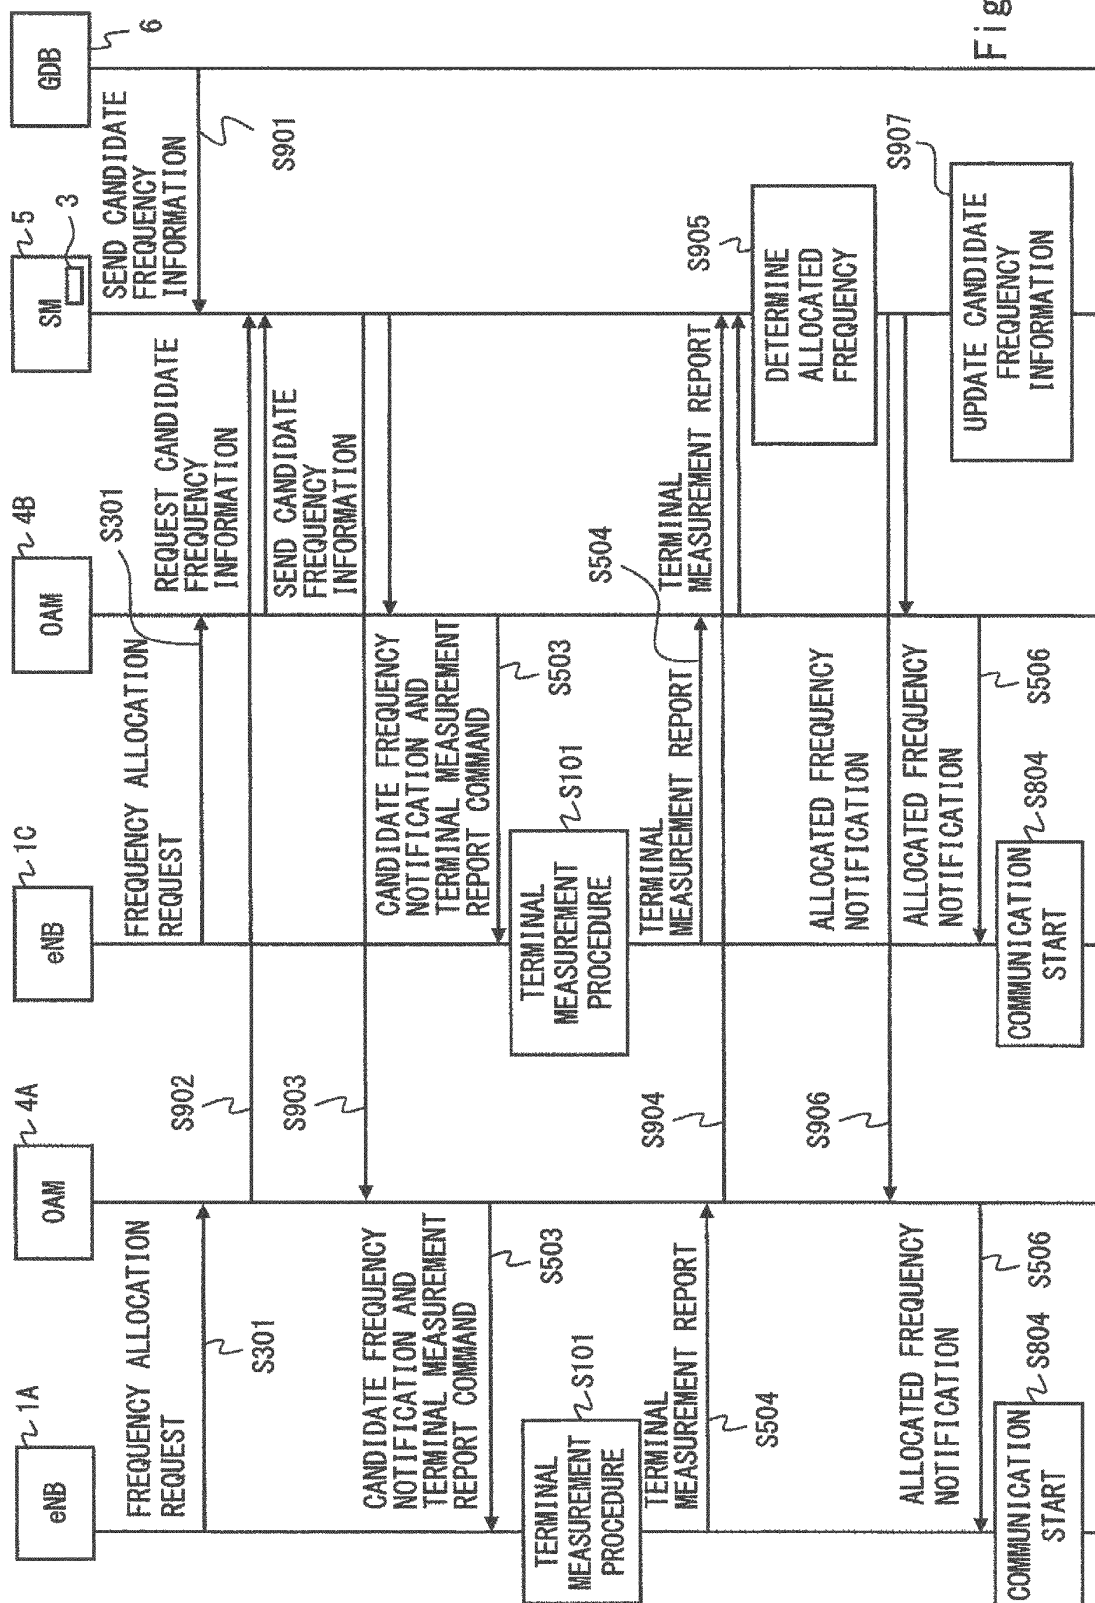 eNB
1A
OAM
4A
eNB
1C
OAM
4B
SM
5
3
GDB
6
FREQUENCY ALLOCATION
REQUEST
S301
FREQUENCY ALLOCATION
REQUEST
S301
SEND CANDIDATE
FREQUENCY
INFORMATION
S901
REQUEST CANDIDATE
FREQUENCY
INFORMATION
S902
SEND CANDIDATE
FREQUENCY
INFORMATION
S903
CANDIDATE FREQUENCY
NOTIFICATION AND
TERMINAL MEASUREMENT
REPORT COMMAND
S503
CANDIDATE FREQUENCY
NOTIFICATION AND
TERMINAL MEASUREMENT
REPORT COMMAND
S503
TERMINAL
MEASUREMENT
PROCEDURE
S101
TERMINAL
MEASUREMENT
PROCEDURE
S101
TERMINAL
MEASUREMENT REPORT
S504
TERMINAL
MEASUREMENT REPORT
S504
TERMINAL
MEASUREMENT REPORT
S904
DETERMINE
ALLOCATED
FREQUENCY
S905
ALLOCATED FREQUENCY
NOTIFICATION
S906
ALLOCATED FREQUENCY
NOTIFICATION
S506
ALLOCATED FREQUENCY
NOTIFICATION
S506
UPDATE CANDIDATE
FREQUENCY
INFORMATION
S907
COMMUNICATION
START
S804
COMMUNICATION
START
S804
Fig